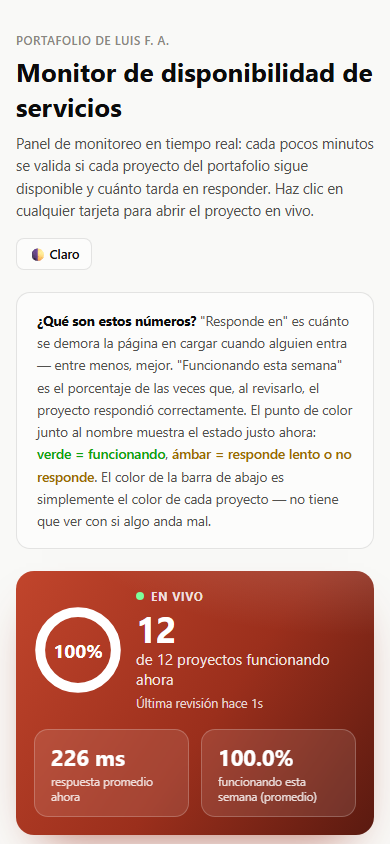 PORTAFOLIO DE LUIS F. A.
Monitor de disponibilidad de
servicios
Panel de monitoreo en tiempo real: cada pocos minutos
se valida si cada proyecto del portafolio sigue
disponible y cuánto tarda en responder. Haz clic en
cualquier tarjeta para abrir el proyecto en vivo.
Claro
¿Qué son estos números? "Responde en" es cuánto
se demora la página en cargar cuando alguien entra
— entre menos, mejor. "Funcionando esta semana"
es el porcentaje de las veces que, al revisarlo, el
proyecto respondió correctamente. El punto de color
junto al nombre muestra el estado justo ahora:
verde = funcionando, ámbar = responde lento o no
responde. El color de la barra de abajo es
simplemente el color de cada proyecto — no tiene
que ver con si algo anda mal.
EN VIVO
100%
12
de 12 proyectos funcionando
ahora
Última revisión hace 1s
226 ms
respuesta promedio
ahora
100.0%
funcionando esta
semana (promedio)